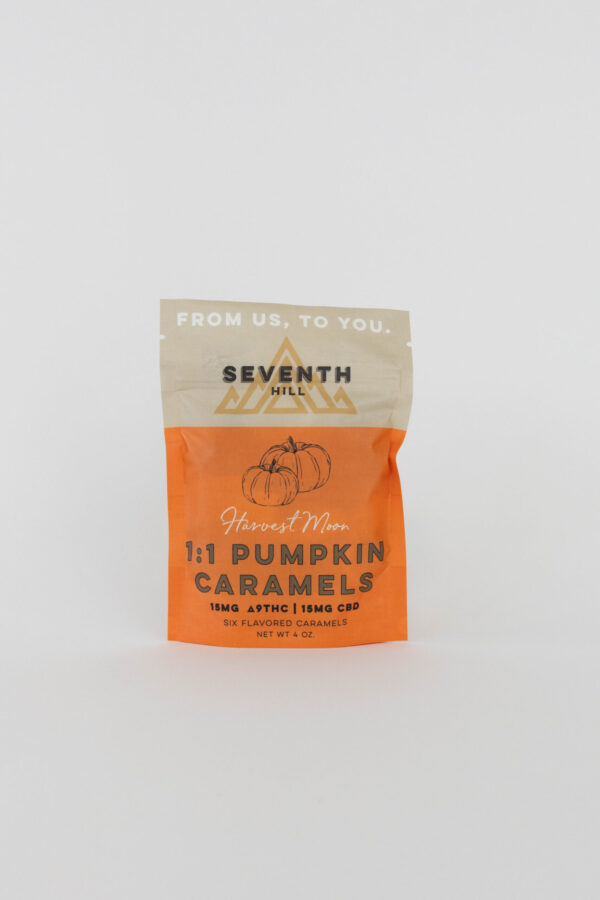 FROM US, TO YOU.
SEVENTH
HILL
Harvest Moon
1:1 PUMPKIN
CARAMELS
15MG Δ9THC | 15MG CBD
SIX FLAVORED CARAMELS
NET WT 4 OZ.